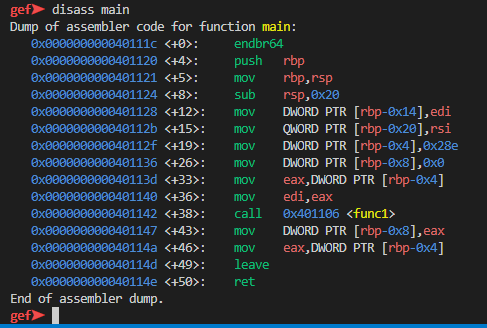 gef➤ disass main
Dump of assembler code for function main:
   0x000000000040111c <+0>:	endbr64
   0x0000000000401120 <+4>:	push   rbp
   0x0000000000401121 <+5>:	mov    rbp,rsp
   0x0000000000401124 <+8>:	sub    rsp,0x20
   0x0000000000401128 <+12>:	mov    DWORD PTR [rbp-0x14],edi
   0x000000000040112b <+15>:	mov    QWORD PTR [rbp-0x20],rsi
   0x000000000040112f <+19>:	mov    DWORD PTR [rbp-0x4],0x28e
   0x0000000000401136 <+26>:	mov    DWORD PTR [rbp-0x8],0x0
   0x000000000040113d <+33>:	mov    eax,DWORD PTR [rbp-0x4]
   0x0000000000401140 <+36>:	mov    edi,eax
   0x0000000000401142 <+38>:	call   0x401106 <func1>
   0x0000000000401147 <+43>:	mov    DWORD PTR [rbp-0x8],eax
   0x000000000040114a <+46>:	mov    eax,DWORD PTR [rbp-0x4]
   0x000000000040114d <+49>:	leave
   0x000000000040114e <+50>:	ret
End of assembler dump.
gef➤